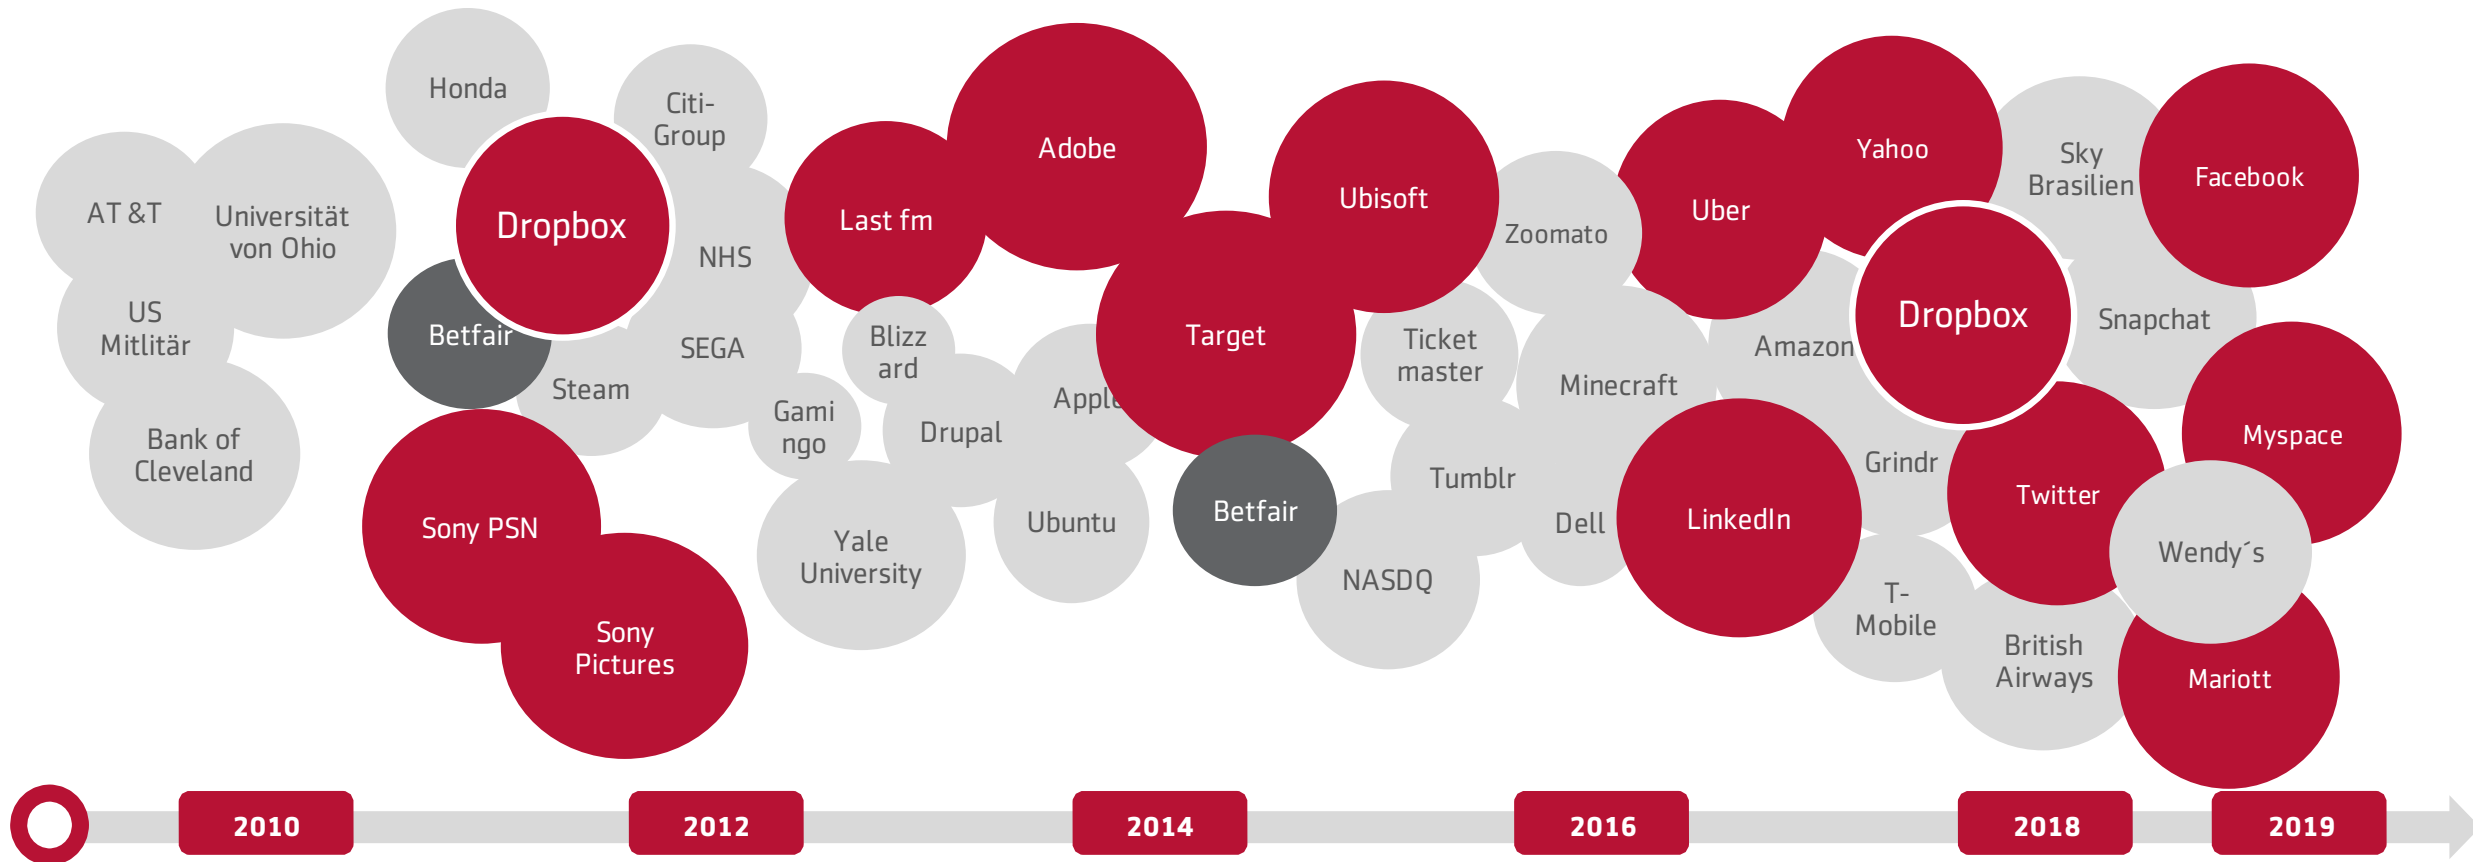 Honda
Citi-
Group
AT &T
Universität
von Ohio
Dropbox
NHS
US
Mitlitär
Betfair
SEGA
Steam
Bank of
Cleveland
Sony PSN
Sony
Pictures
Last fm
Adobe
Blizz
ard
Gami
ngo
Drupal
Apple
Yale
University
Ubuntu
Target
Ubisoft
Betfair
Zoomato
Ticket
master
Minecraft
Tumblr
NASDQ
Dell
Uber
Yahoo
Amazon
LinkedIn
Dropbox
Grindr
T-
Mobile
Sky
Brasilien
Facebook
Snapchat
Myspace
Twitter
Wendy´s
British
Airways
Mariott
2010
2012
2014
2016
2018
2019